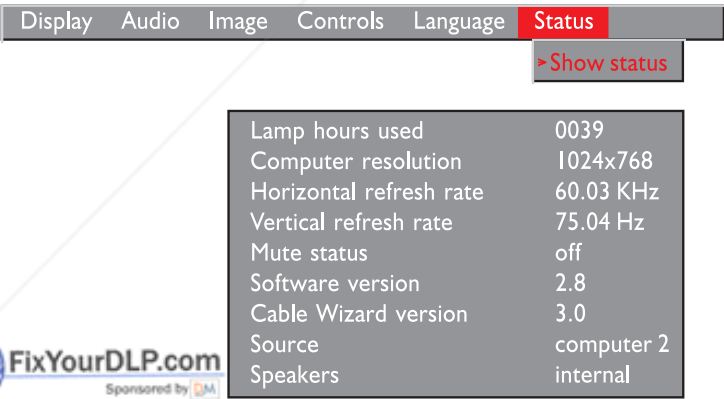 Display Audio Image Controls Language Status
➤Show status
Lamp hours used 0039
Computer resolution 1024x768
Horizontal refresh rate 60.03 KHz
Vertical refresh rate 75.04 Hz
Mute status off
Software version 2.8
Cable Wizard version 3.0
Source computer 2
Speakers internal
FixYourDLP.com
Sponsored by DM